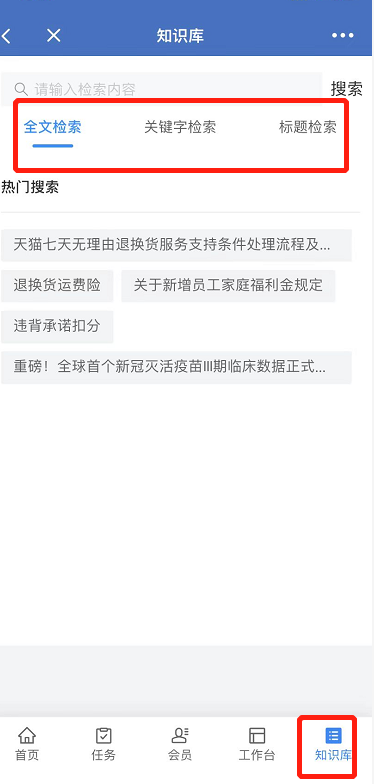 知识库
请输入检索内容 搜索
全文检索 关键字检索 标题检索
热门搜索
天猫七天无理由退换货服务支持条件处理流程及...
退换货运费险 关于新增员工家庭福利金规定
违背承诺扣分
重磅！全球首个新冠灭活疫苗III期临床数据正式...
首页 任务 会员 工作台 知识库